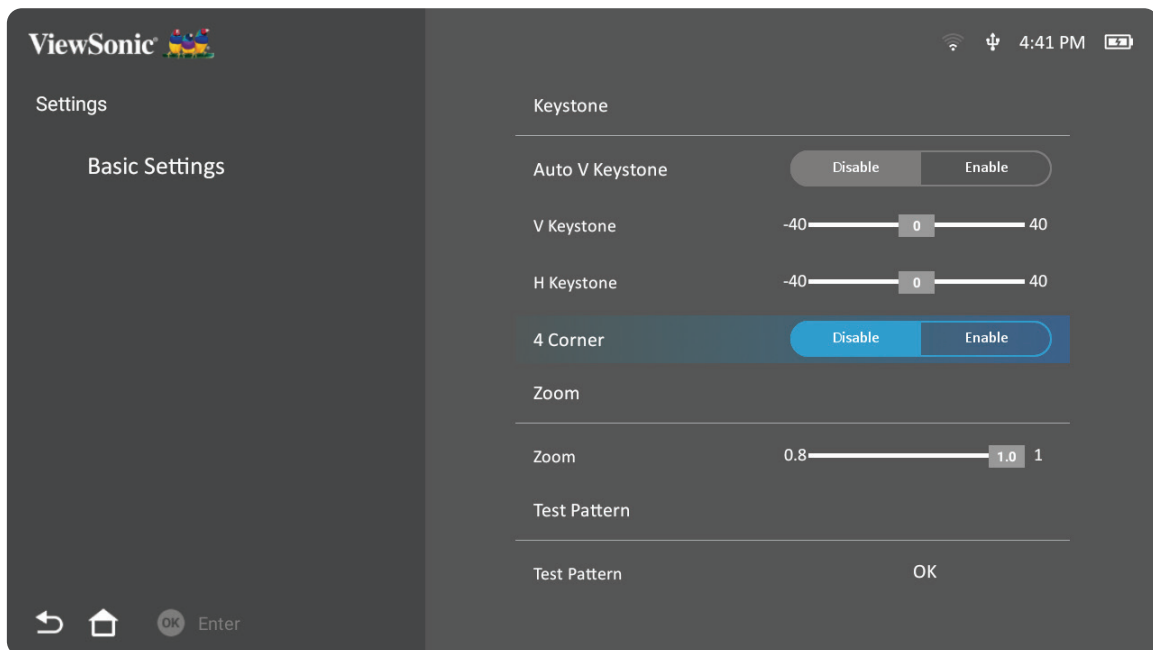 ViewSonic®
4:41 PM
Settings
Basic Settings
Keystone
Auto V Keystone Disable Enable
V Keystone -40 0 40
H Keystone -40 0 40
4 Corner Disable Enable
Zoom
Zoom 0.8 1.0 1
Test Pattern
Test Pattern OK
OK Enter